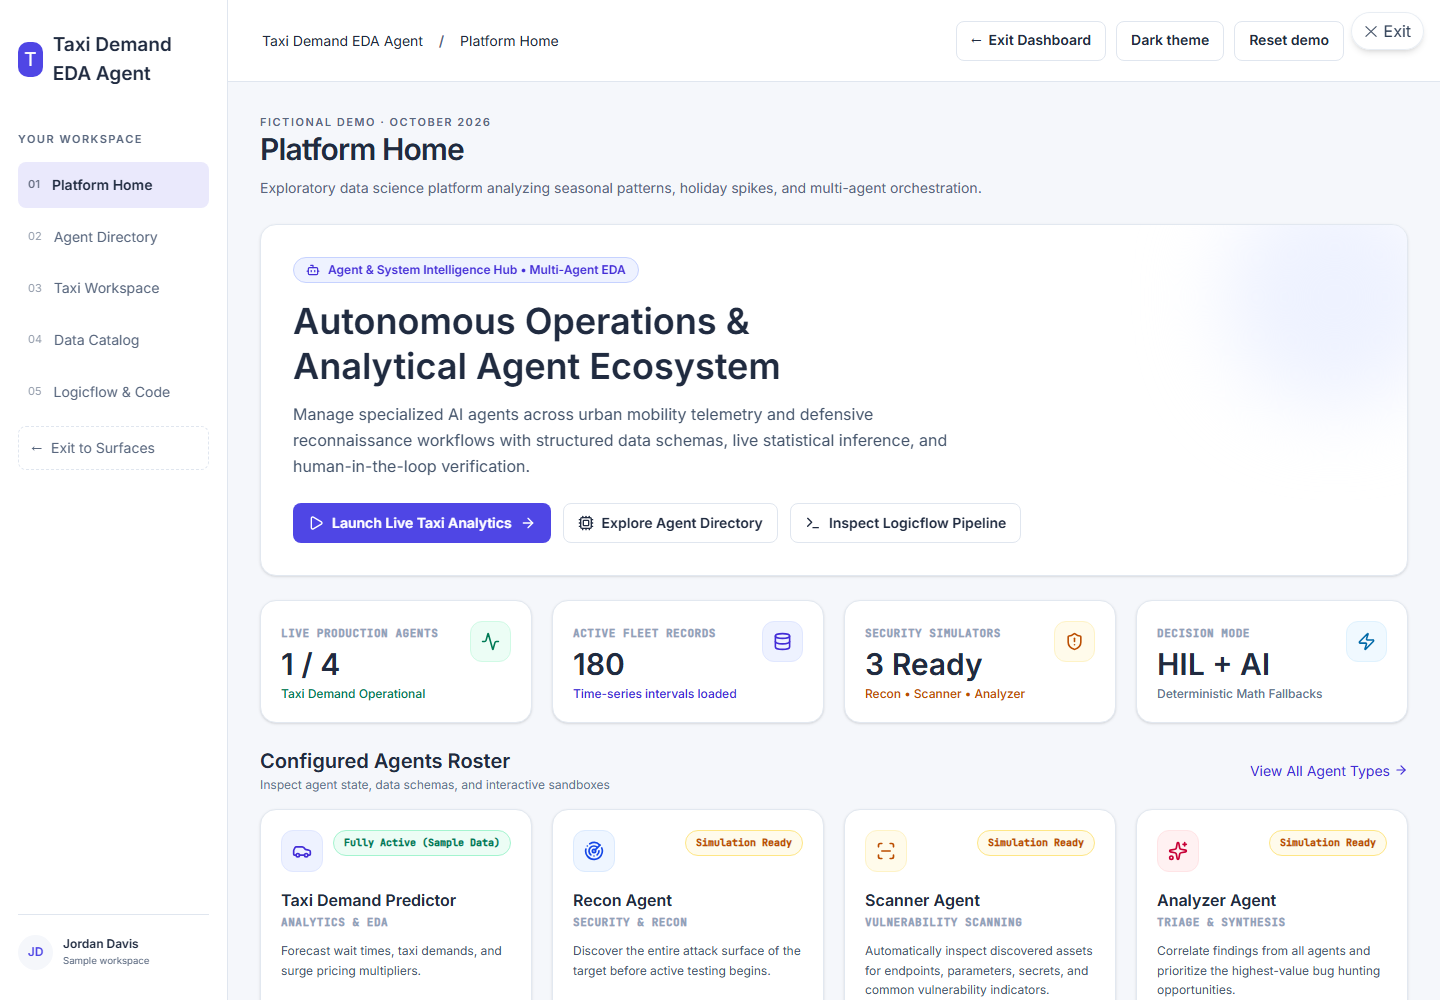 T
Taxi Demand
EDA Agent
YOUR WORKSPACE
01 Platform Home
02 Agent Directory
03 Taxi Workspace
04 Data Catalog
05 Logicflow & Code
← Exit to Surfaces
JD
Jordan Davis
Sample workspace
Taxi Demand EDA Agent / Platform Home
← Exit Dashboard
Dark theme
Reset demo
Exit
FICTIONAL DEMO · OCTOBER 2026
Platform Home
Exploratory data science platform analyzing seasonal patterns, holiday spikes, and multi-agent orchestration.
Agent & System Intelligence Hub • Multi-Agent EDA
Autonomous Operations &
Analytical Agent Ecosystem
Manage specialized AI agents across urban mobility telemetry and defensive
reconnaissance workflows with structured data schemas, live statistical inference, and
human-in-the-loop verification.
Launch Live Taxi Analytics →
Explore Agent Directory
Inspect Logicflow Pipeline
LIVE PRODUCTION AGENTS
1 / 4
Taxi Demand Operational
ACTIVE FLEET RECORDS
180
Time-series intervals loaded
SECURITY SIMULATORS
3 Ready
Recon • Scanner • Analyzer
DECISION MODE
HIL + AI
Deterministic Math Fallbacks
Configured Agents Roster
Inspect agent state, data schemas, and interactive sandboxes
View All Agent Types →
Fully Active (Sample Data)
Taxi Demand Predictor
ANALYTICS & EDA
Forecast wait times, taxi demands, and
surge pricing multipliers.
Simulation Ready
Recon Agent
SECURITY & RECON
Discover the entire attack surface of the
target before active testing begins.
Simulation Ready
Scanner Agent
VULNERABILITY SCANNING
Automatically inspect discovered assets
for endpoints, parameters, secrets, and
common vulnerability indicators.
Simulation Ready
Analyzer Agent
TRIAGE & SYNTHESIS
Correlate findings from all agents and
prioritize the highest-value bug hunting
opportunities.